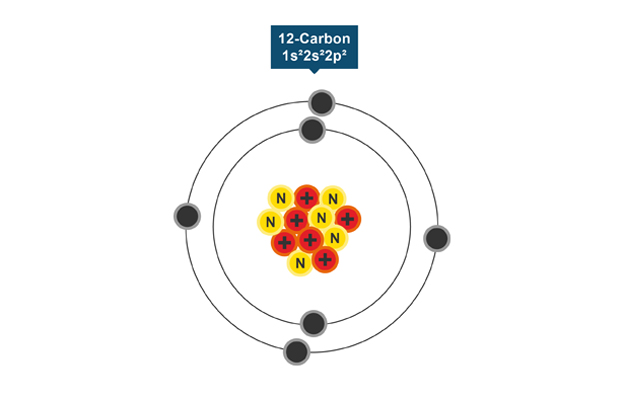 12-Carbon
1s²2s²2p²
N + N
N + N +
+ + N
N +